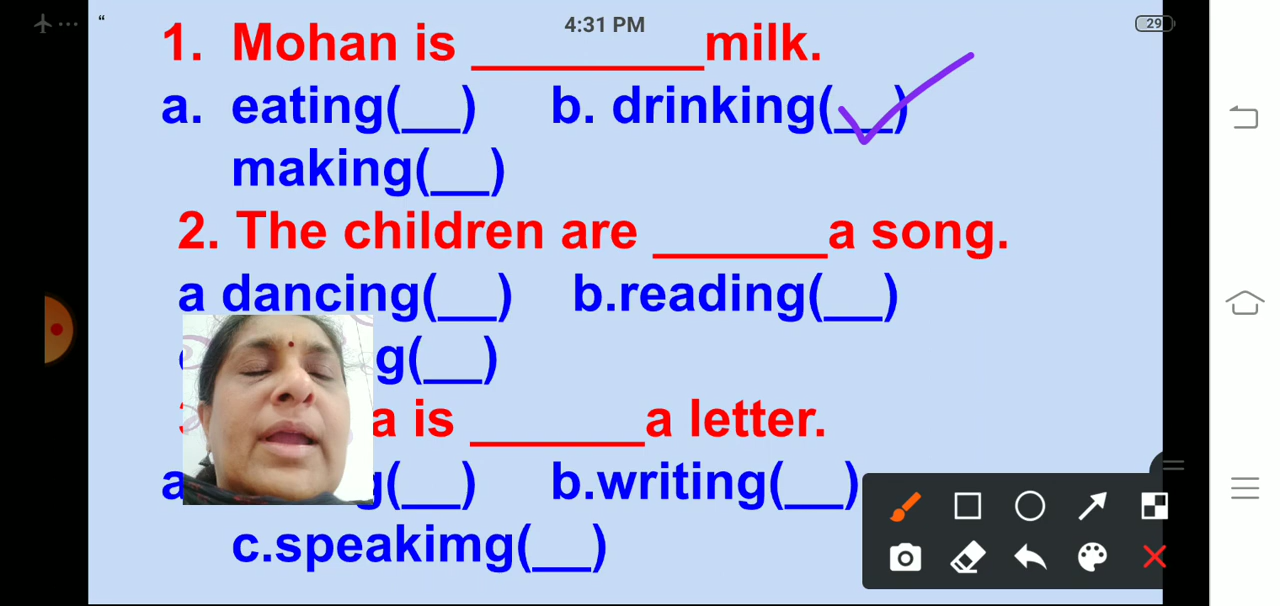 “ 4:31 PM 29
1. Mohan is _________milk.
a. eating(__) b. drinking(__)
making(__)
2. The children are _______a song.
a dancing(__) b.reading(__)
g(__)
a is _______a letter.
a g(__) b.writing(__)
c.speakimg(__)